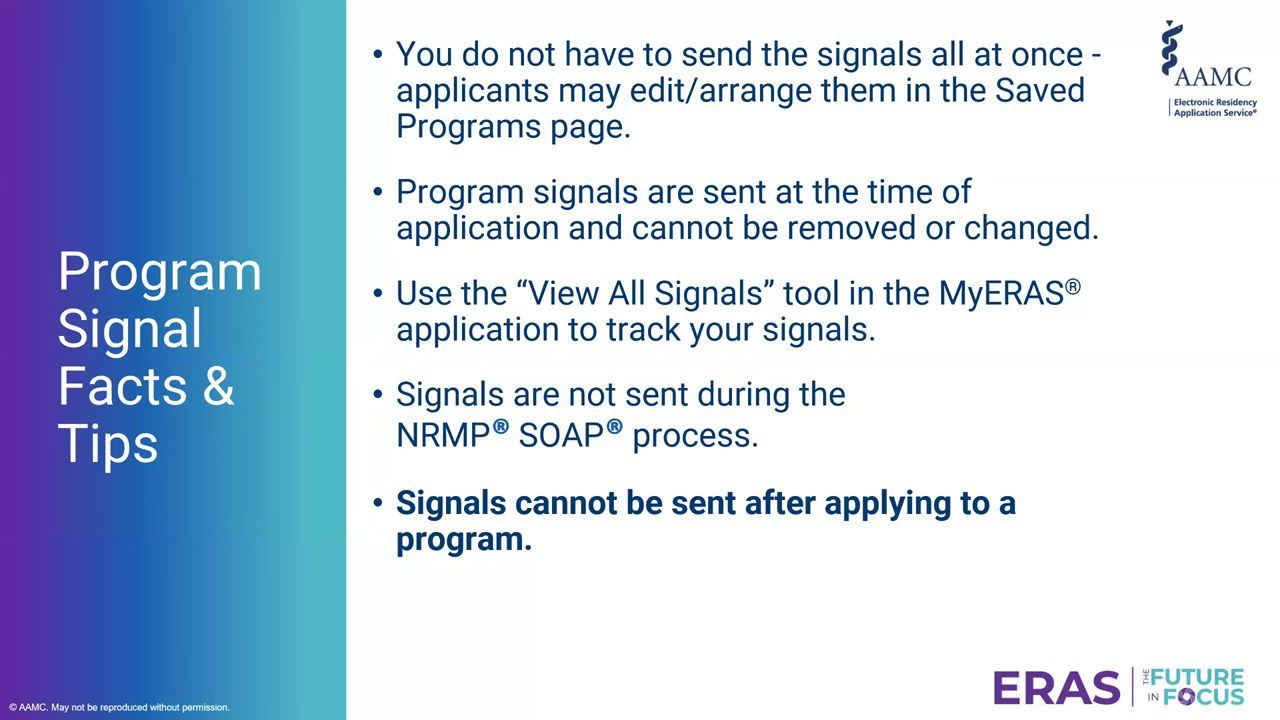 Program
Signal
Facts &
Tips
• You do not have to send the signals all at once -
applicants may edit/arrange them in the Saved
Programs page.
• Program signals are sent at the time of
application and cannot be removed or changed.
• Use the “View All Signals” tool in the MyERAS®
application to track your signals.
• Signals are not sent during the
NRMP® SOAP® process.
• Signals cannot be sent after applying to a
program.
AAMC
Electronic Residency
Application Service®
© AAMC. May not be reproduced without permission.
ERAS THE FUTURE
IN FOCUS